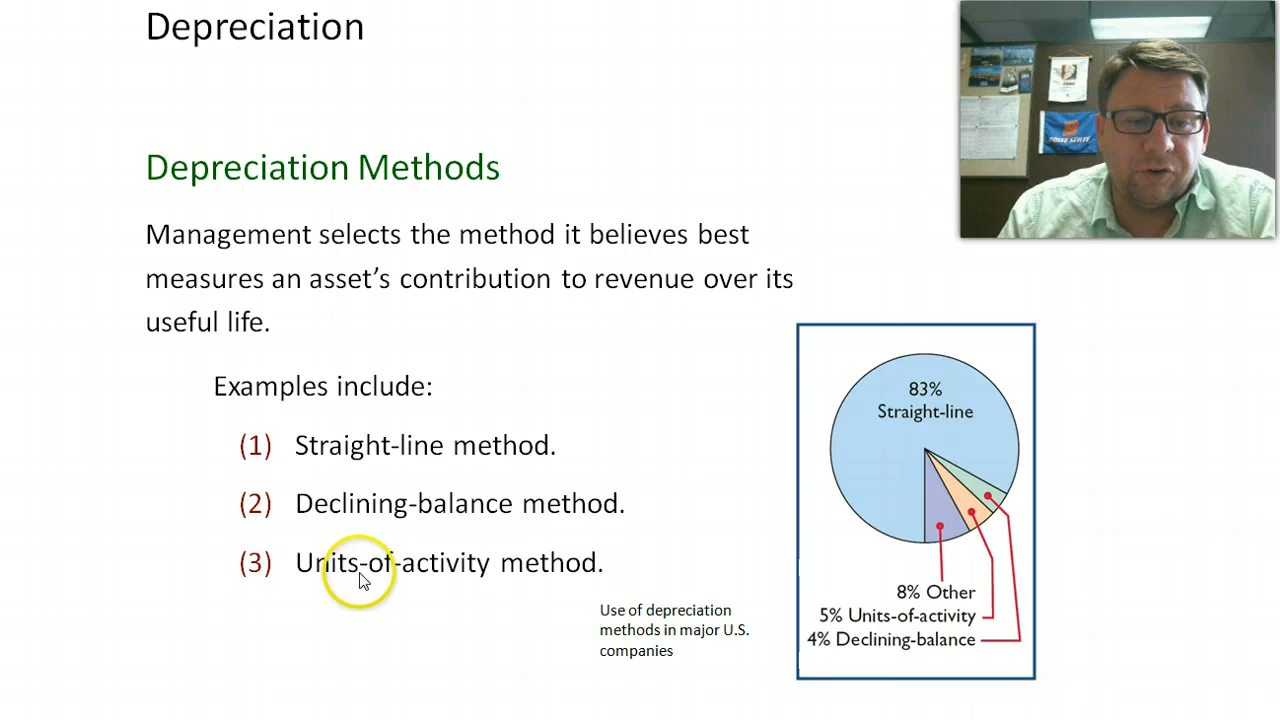 Depreciation
Depreciation Methods
Management selects the method it believes best
measures an asset’s contribution to revenue over its
useful life.
Examples include:
(1) Straight-line method.
(2) Declining-balance method.
(3) Units-of-activity method.
Use of depreciation
methods in major U.S.
companies
83%
Straight-line
8% Other
5% Units-of-activity
4% Declining-balance
BOISE STATE